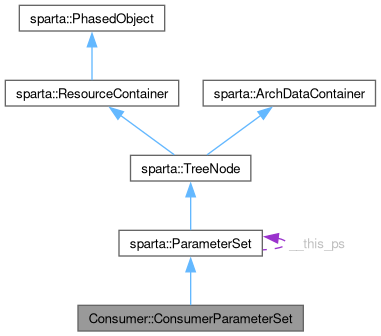 sparta::PhasedObject
sparta::ResourceContainer
sparta::ArchDataContainer
sparta::TreeNode
sparta::ParameterSet
__this_ps
Consumer::ConsumerParameterSet